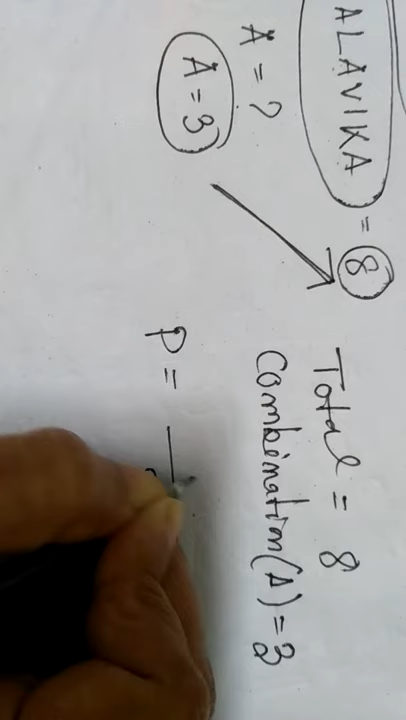 ALAVIKA = 8
A = ?
A = 3
Total = 8
Combination(A) = 3
P =